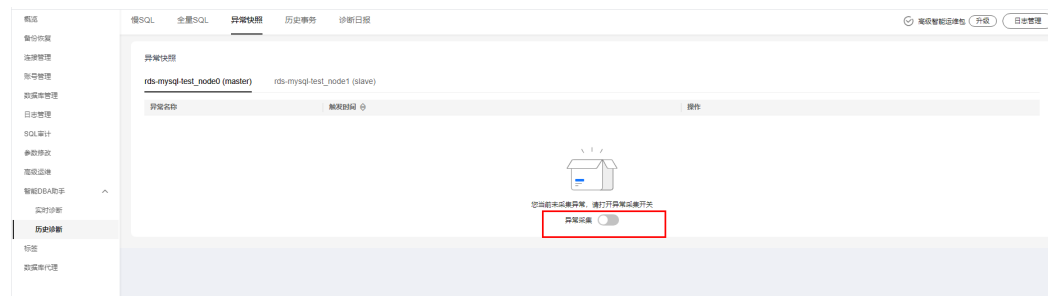 概览
备份恢复
连接管理
账号管理
数据库管理
日志管理
SQL审计
参数修改
高级运维
智能DBA助手
实时诊断
历史诊断
标签
数据库代理
慢SQL 全量SQL 异常快照 历史事务 诊断日报
高级智能运维包 升级 日志管理
异常快照
rds-mysql-test_node0 (master) rds-mysql-test_node1 (slave)
异常名称 触发时间 操作
您当前未采集异常，请打开异常采集开关
异常采集